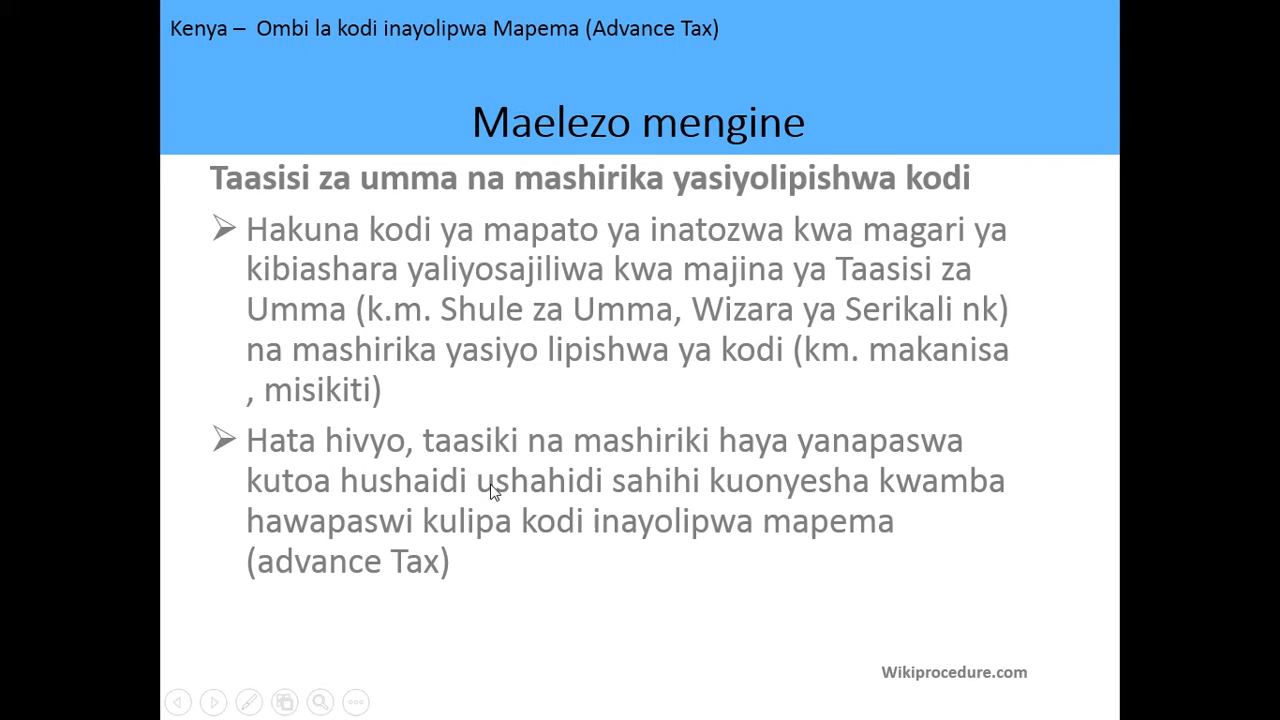 Kenya – Ombi la kodi inayolipwa Mapema (Advance Tax)
Maelezo mengine
Taasisi za umma na mashirika yasiyolipishwa kodi
Hakuna kodi ya mapato ya inatozwa kwa magari ya
kibiashara yaliyosajiliwa kwa majina ya Taasisi za
Umma (k.m. Shule za Umma, Wizara ya Serikali nk)
na mashirika yasiyo lipishwa ya kodi (km. makanisa
, misikiti)
Hata hivyo, taasiki na mashiriki haya yanapaswa
kutoa hushaidi ushahidi sahihi kuonyesha kwamba
hawapaswi kulipa kodi inayolipwa mapema
(advance Tax)
Wikiprocedure.com